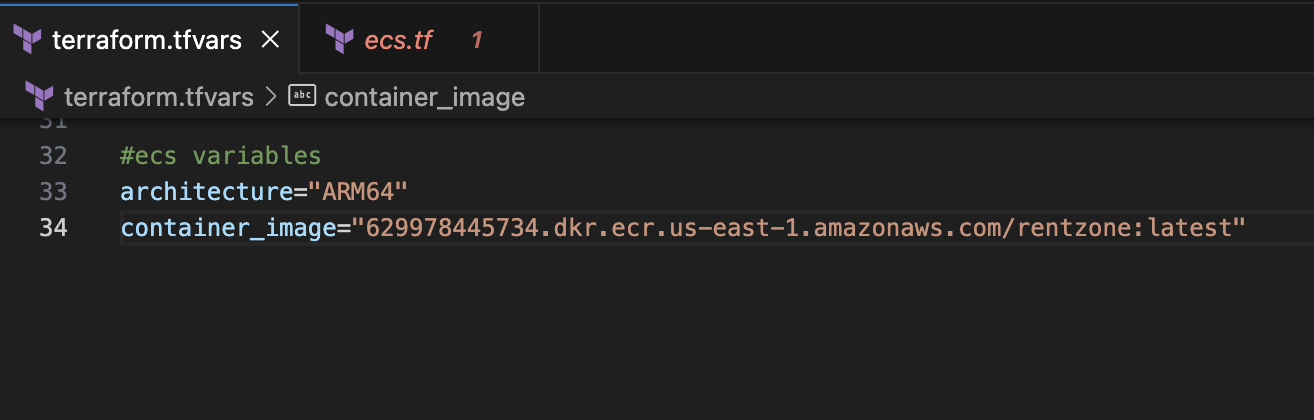 terraform.tfvars ecs.tf 1
terraform.tfvars > abc container_image
31
32 #ecs variables
33 architecture="ARM64"
34 container_image="629978445734.dkr.ecr.us-east-1.amazonaws.com/rentzone:latest"